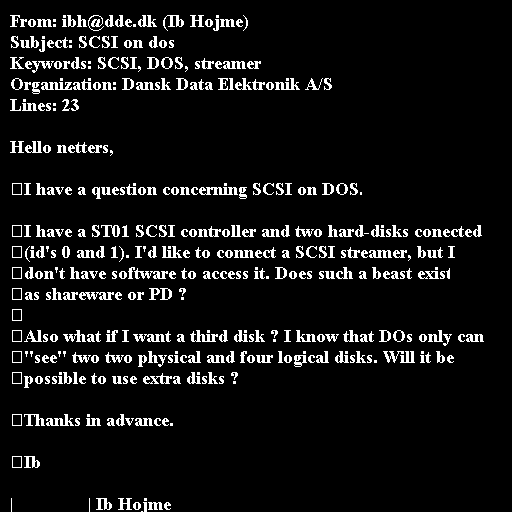 From: ibh@dde.dk (Ib Hojme)
Subject: SCSI on dos
Keywords: SCSI, DOS, streamer
Organization: Dansk Data Elektronik A/S
Lines: 23

Hello netters,

□I have a question concerning SCSI on DOS.

□I have a ST01 SCSI controller and two hard-disks conected
□(id's 0 and 1). I'd like to connect a SCSI streamer, but I
□don't have software to access it. Does such a beast exist
□as shareware or PD ?
□
□Also what if I want a third disk ? I know that DOs only can
□"see" two two physical and four logical disks. Will it be
□possible to use extra disks ?

□Thanks in advance.

□Ib

|________| Ib Hojme